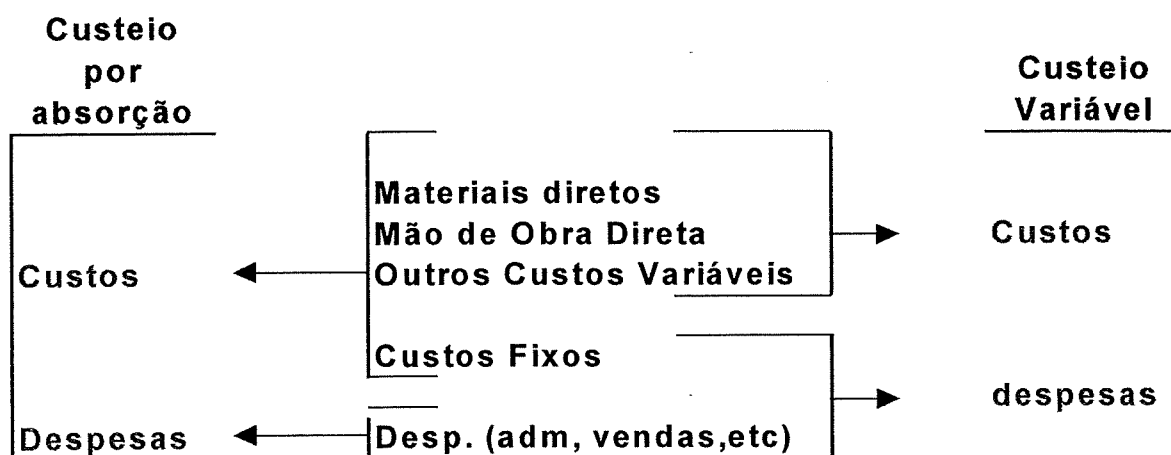 Custeio
por
absorção
Custeio
Variável
Materiais diretos
Mão de Obra Direta
Outros Custos Variáveis
Custos
Custos
Custos Fixos
despesas
Despesas
Desp. (adm, vendas,etc)